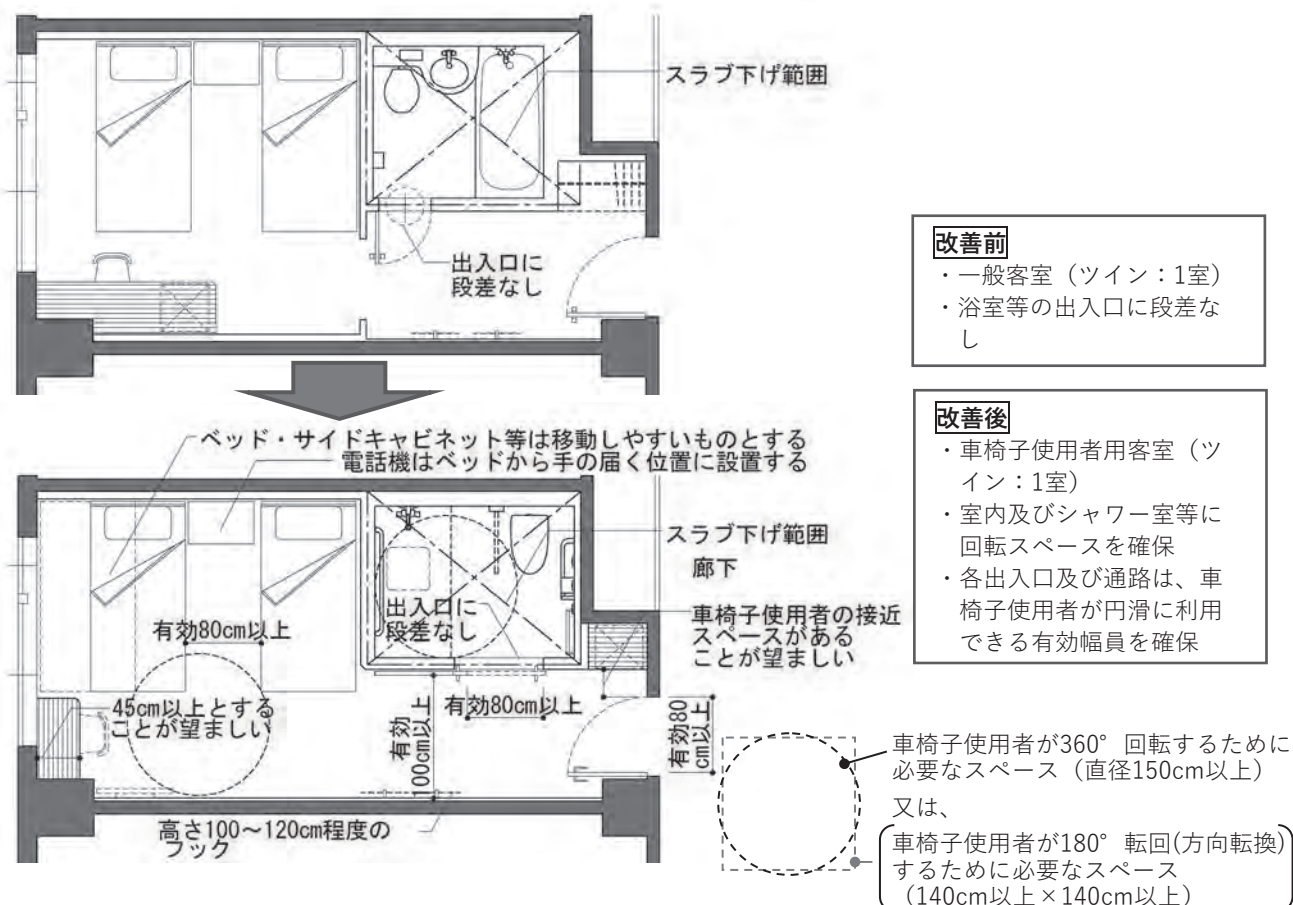 スラブ下げ範囲
出入口に
段差なし
改善前
・一般客室（ツイン：1室）
・浴室等の出入口に段差な
し
ベッド・サイドキャビネット等は移動しやすいものとする
電話機はベッドから手の届く位置に設置する
スラブ下げ範囲
廊下
出入口に
段差なし
車椅子使用者の接近
スペースがある
ことが望ましい
有効80cm以上
45cm以上とする
ことが望ましい
有効
100cm以上
有効80cm以上
有効80
cm以上
高さ100～120cm程度の
フック
改善後
・車椅子使用者用客室（ツ
イン：1室）
・室内及びシャワー室等に
回転スペースを確保
・各出入口及び通路は、車
椅子使用者が円滑に利用
できる有効幅員を確保
車椅子使用者が360°回転するために
必要なスペース（直径150cm以上）
又は、
車椅子使用者が180°転回(方向転換)
するために必要なスペース
（140cm以上×140cm以上）